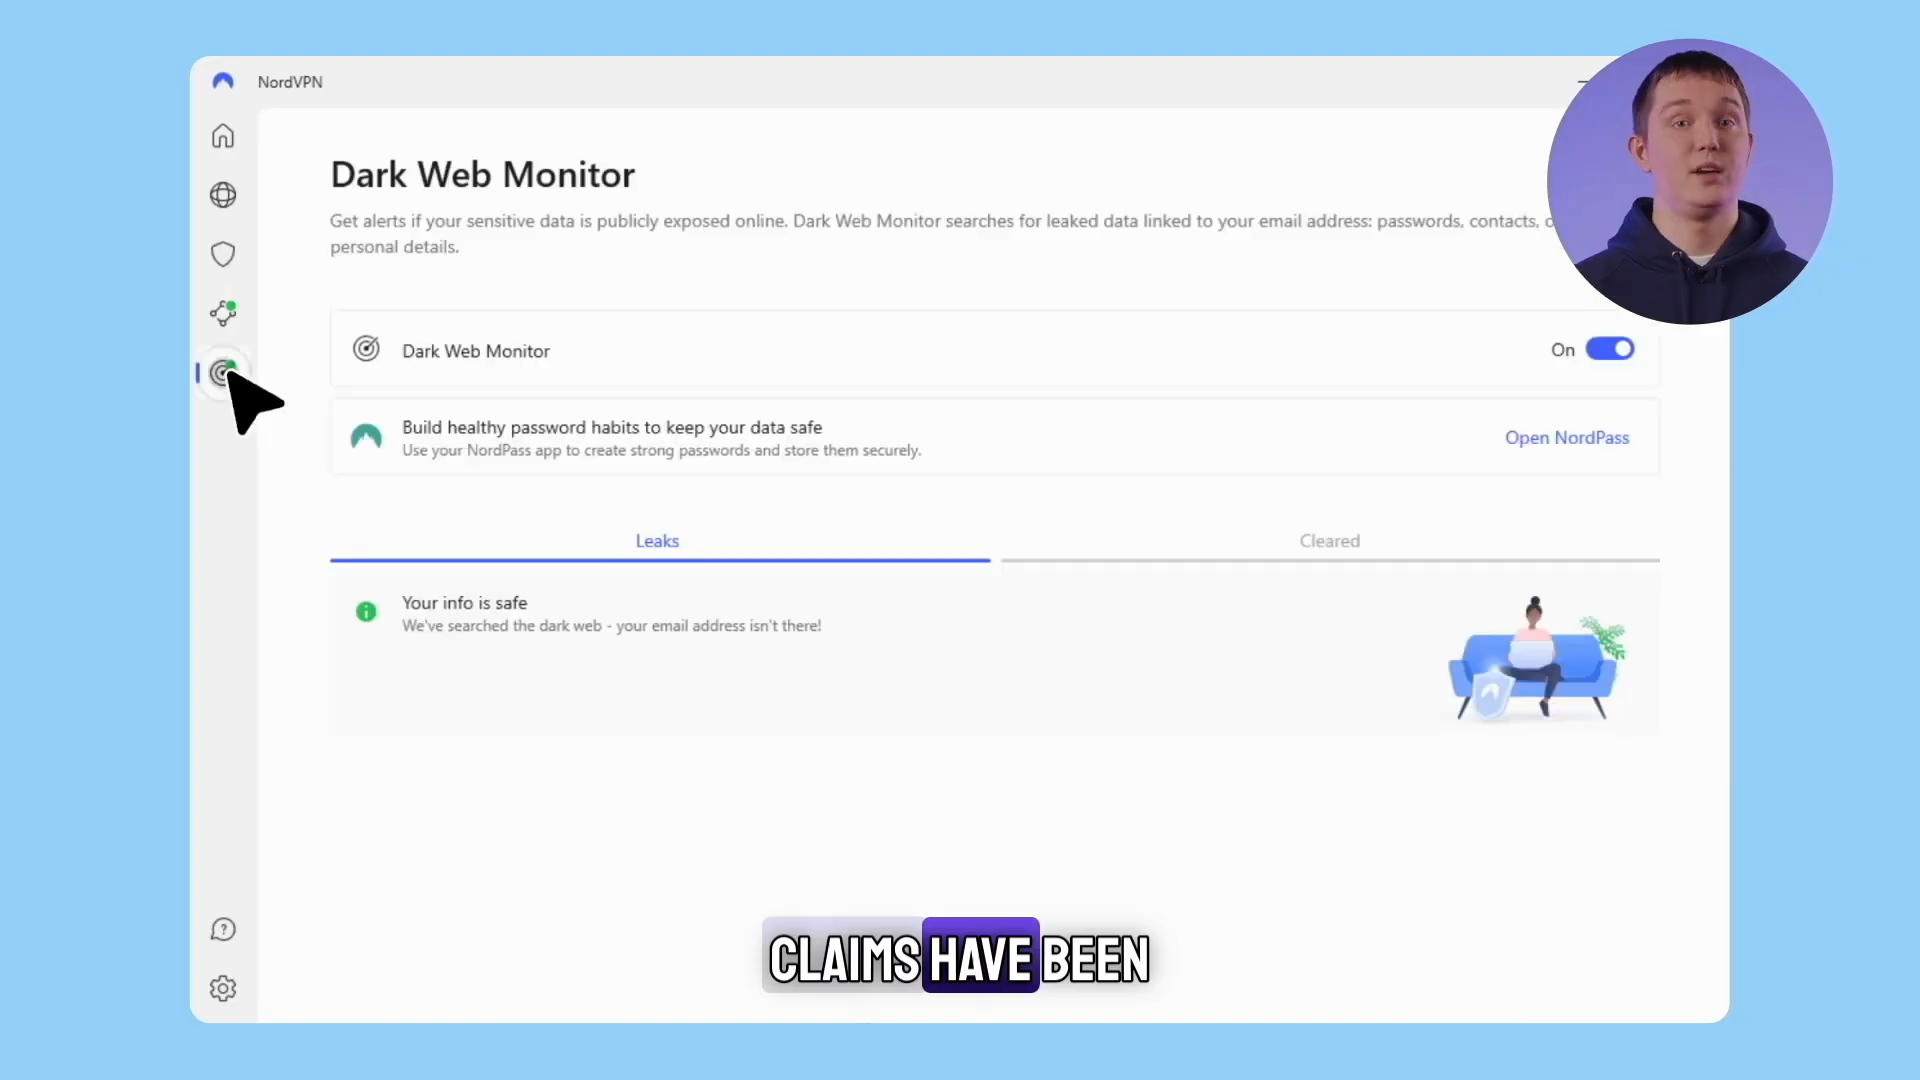 NordVPN
Dark Web Monitor
Get alerts if your sensitive data is publicly exposed online. Dark Web Monitor searches for leaked data linked to your email address: passwords, contacts,
personal details.
Dark Web Monitor
On
Build healthy password habits to keep your data safe
Use your NordPass app to create strong passwords and store them securely.
Open NordPass
Leaks
Cleared
Your info is safe
We've searched the dark web - your email address isn't there!
CLAIMS HAVE BEEN